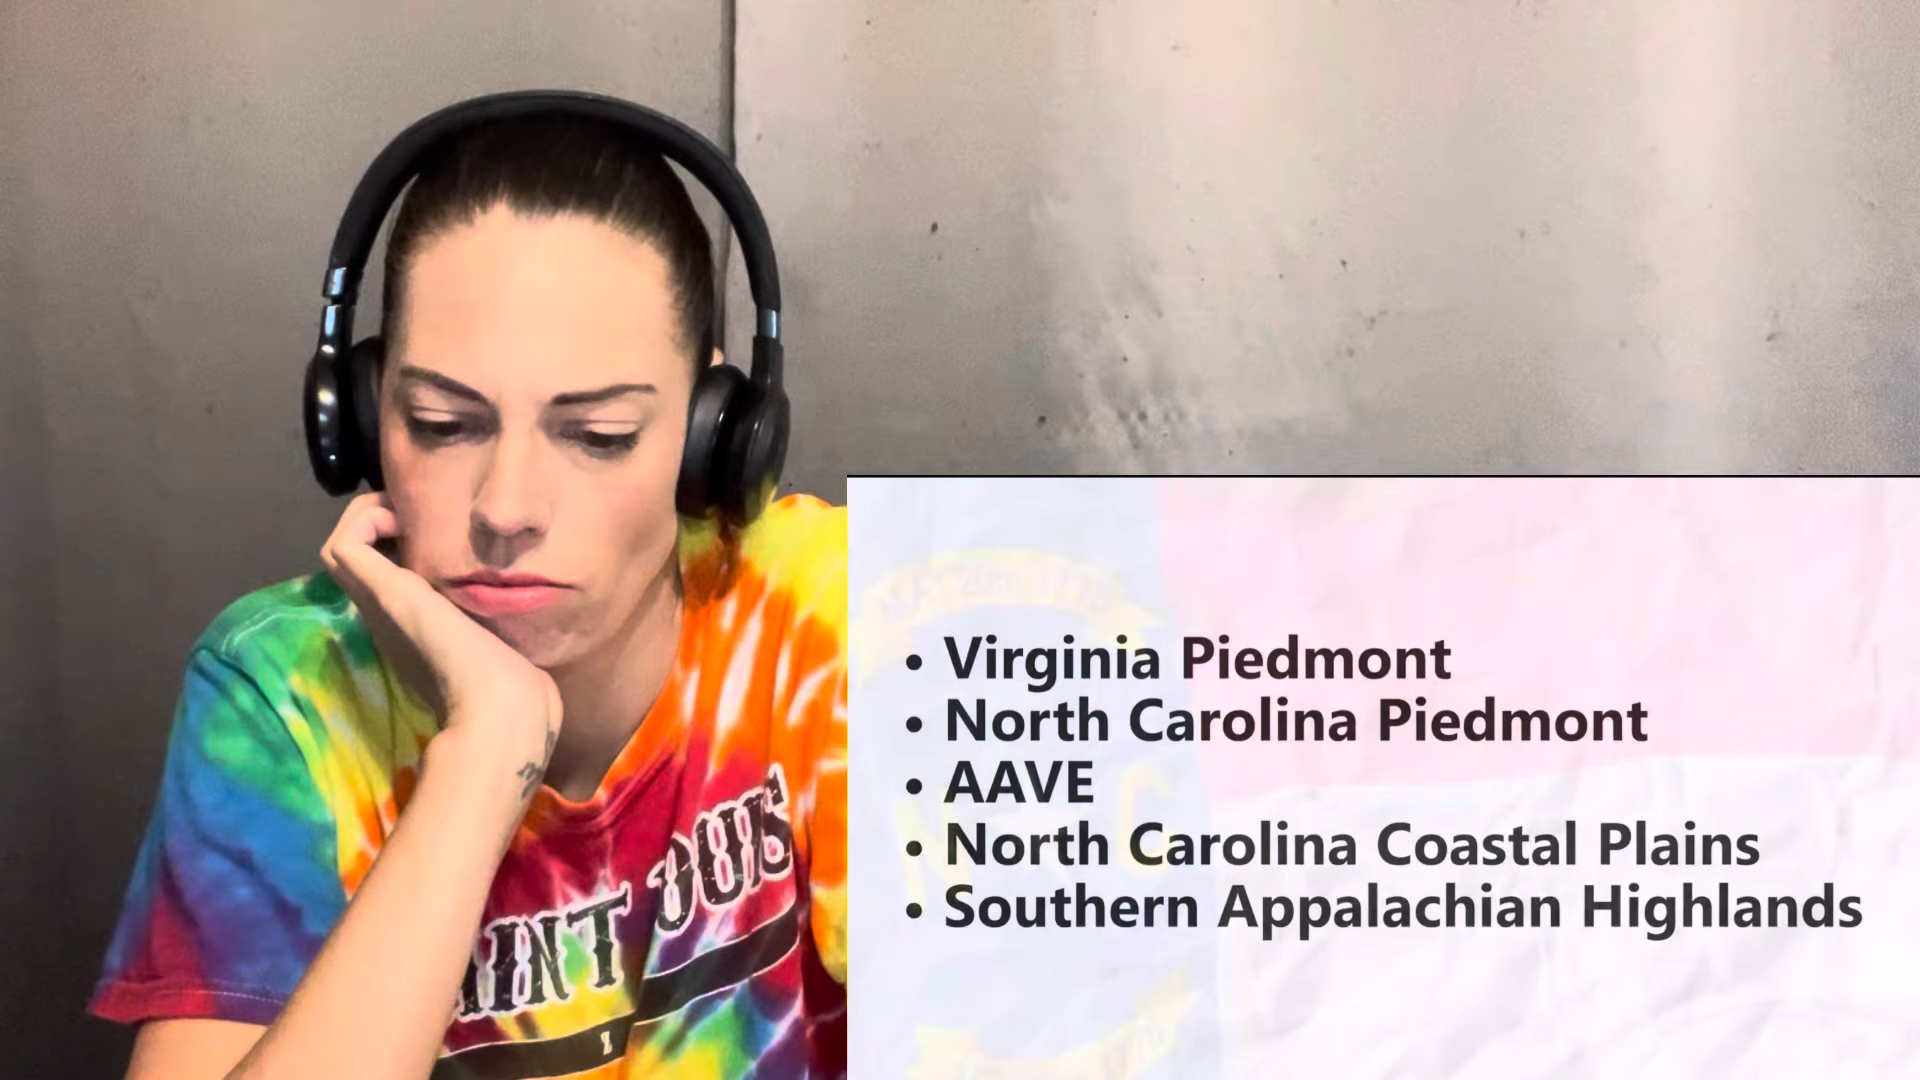 • Virginia Piedmont
• North Carolina Piedmont
• AAVE
• North Carolina Coastal Plains
• Southern Appalachian Highlands